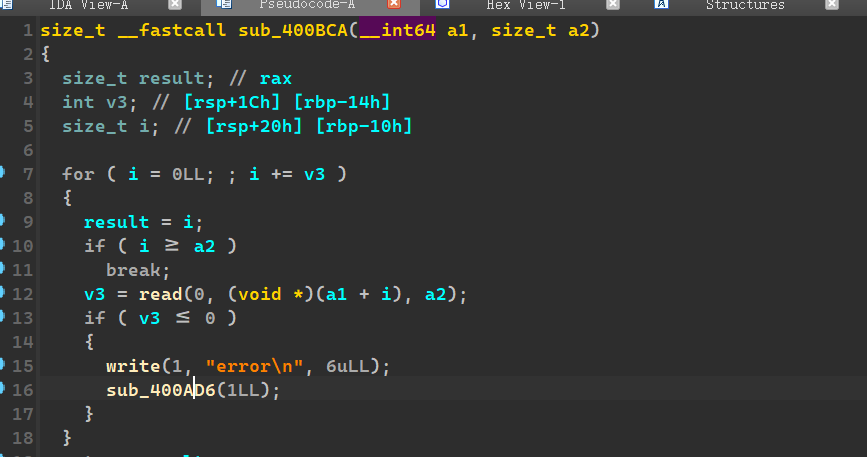 IDA View-A Pseudocode-A Hex View-1 Structures
1 size_t __fastcall sub_400BCA(__int64 a1, size_t a2)
2 {
3   size_t result; // rax
4   int v3; // [rsp+1Ch] [rbp-14h]
5   size_t i; // [rsp+20h] [rbp-10h]
6
7   for ( i = 0LL; ; i += v3 )
8   {
9     result = i;
10     if ( i ≥ a2 )
11       break;
12     v3 = read(0, (void *)(a1 + i), a2);
13     if ( v3 ≤ 0 )
14     {
15       write(1, "error\n", 6uLL);
16       sub_400AD6(1LL);
17     }
18   }